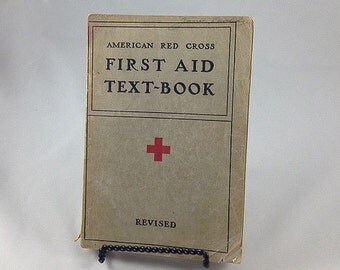 AMERICAN RED CROSS
FIRST AID
TEXT-BOOK
REVISED